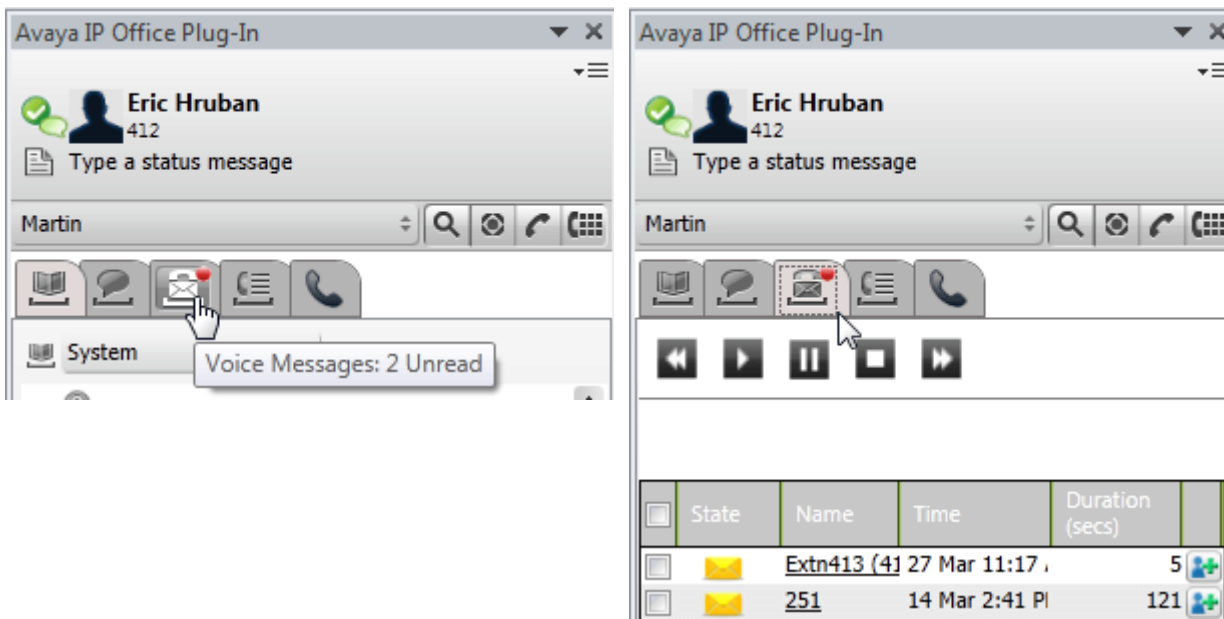 Avaya IP Office Plug-In
Eric Hruban
412
Type a status message
Martin
System
Voice Messages: 2 Unread
Avaya IP Office Plug-In
Eric Hruban
412
Type a status message
Martin
State Name Time Duration (secs)
Extn413 (41 27 Mar 11:17 5
251 14 Mar 2:41 P 121